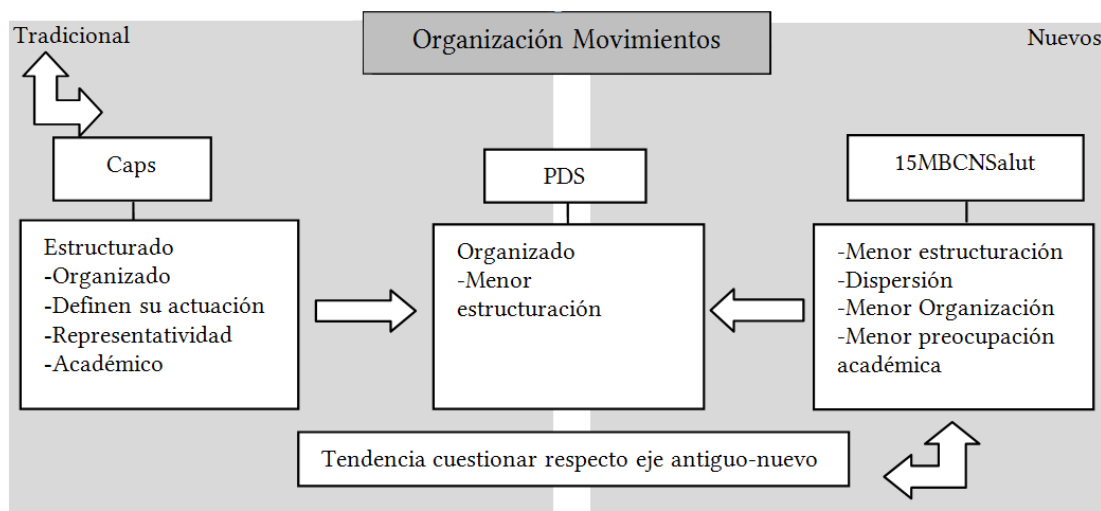 Tradicional
Organización Movimientos
Nuevos
Caps
PDS
15MBCNSalut
Estructurado
-Organizado
-Definen su actuación
-Representatividad
-Académico
Organizado
-Menor
estructuración
-Menor estructuración
-Dispersión
-Menor Organización
-Menor preocupación
académica
Tendencia cuestionar respecto eje antiguo-nuevo